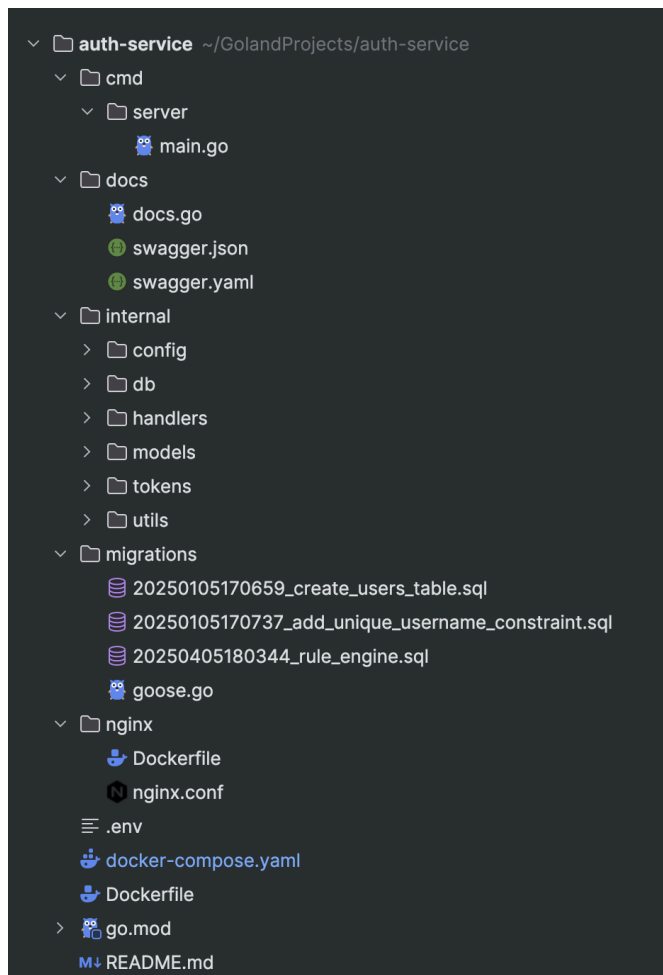 auth-service ~/GolandProjects/auth-service
cmd
server
main.go
docs
docs.go
swagger.json
swagger.yaml
internal
config
db
handlers
models
tokens
utils
migrations
20250105170659_create_users_table.sql
20250105170737_add_unique_username_constraint.sql
20250405180344_rule_engine.sql
goose.go
nginx
Dockerfile
nginx.conf
.env
docker-compose.yaml
Dockerfile
go.mod
M↓ README.md